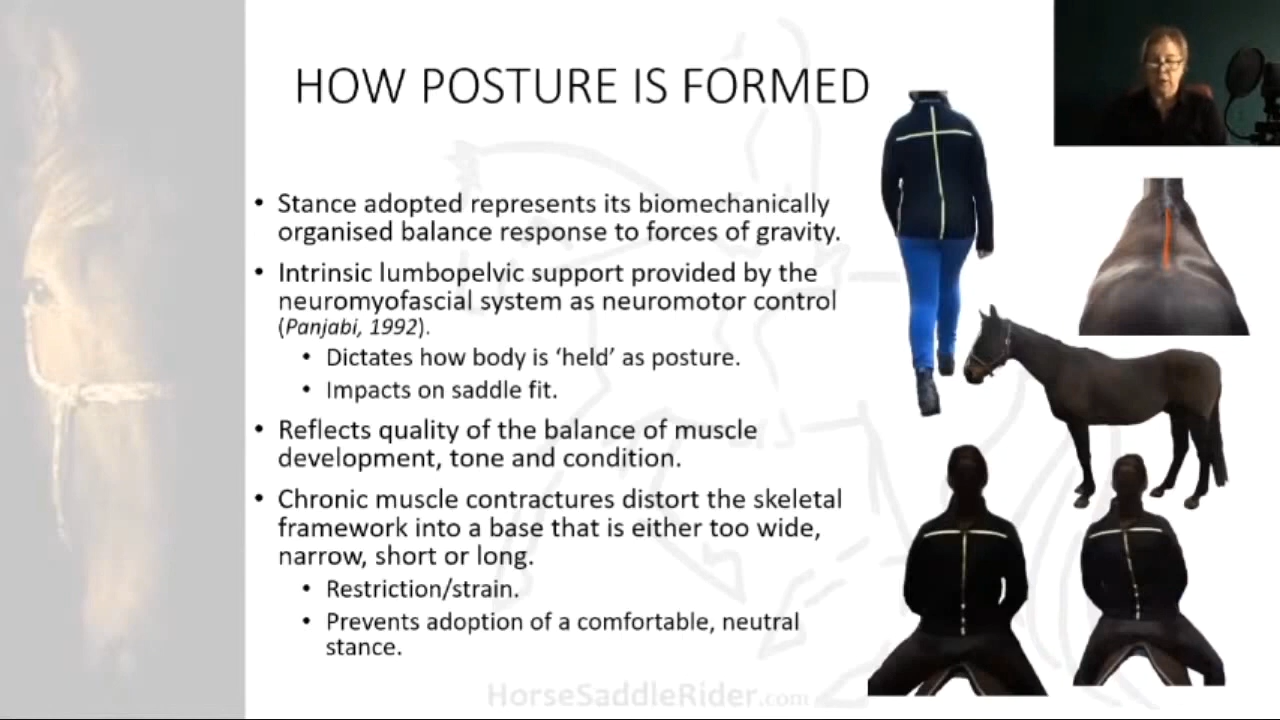 HOW POSTURE IS FORMED
• Stance adopted represents its biomechanically
organised balance response to forces of gravity.
• Intrinsic lumbopelvic support provided by the
neuromyofascial system as neuromotor control
(Panjabi, 1992).
• Dictates how body is ‘held’ as posture.
• Impacts on saddle fit.
• Reflects quality of the balance of muscle
development, tone and condition.
• Chronic muscle contractures distort the skeletal
framework into a base that is either too wide,
narrow, short or long.
• Restriction/strain.
• Prevents adoption of a comfortable, neutral
stance.
HorseSaddleRider.com